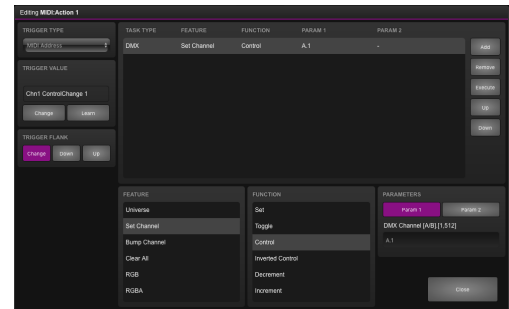 Editing MIDI:Action 1
TRIGGER TYPE
MIDI Address
TRIGGER VALUE
Chn1 ControlChange 1
Change Learn
TRIGGER FLANK
Change Down Up
TASK TYPE FEATURE FUNCTION PARAM 1 PARAM 2
DMX Set Channel Control A.1 -
Add
Remove
Execute
Up
Down
FEATURE
Universe
Set Channel
Bump Channel
Clear All
RGB
RGBA
FUNCTION
Set
Toggle
Control
Inverted Control
Decrement
Increment
PARAMETERS
Param 1 Param 2
DMX Channel [A/B].[1,512]
A.1
Close